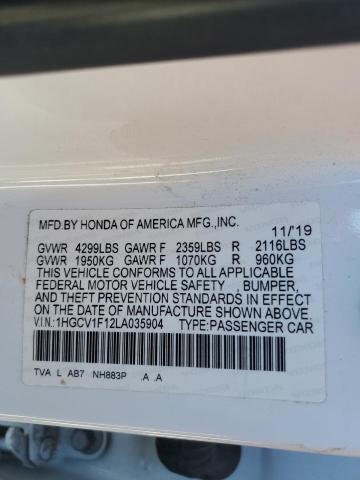 MFD.BY HONDA OF AMERICA MFG.,INC. 11/'19
GVWR 4299LBS GAWR F 2359LBS R 2116LBS
GVWR 1950KG GAWR F 1070KG R 960KG
THIS VEHICLE CONFORMS TO ALL APPLICABLE
FEDERAL MOTOR VEHICLE SAFETY , BUMPER,
AND THEFT PREVENTION STANDARDS IN EFFECT
ON THE DATE OF MANUFACTURE SHOWN ABOVE.
V.I.N.:1HGCV1F12LA035904 TYPE:PASSENGER CAR
TVA L AB7 NH883P .A .A